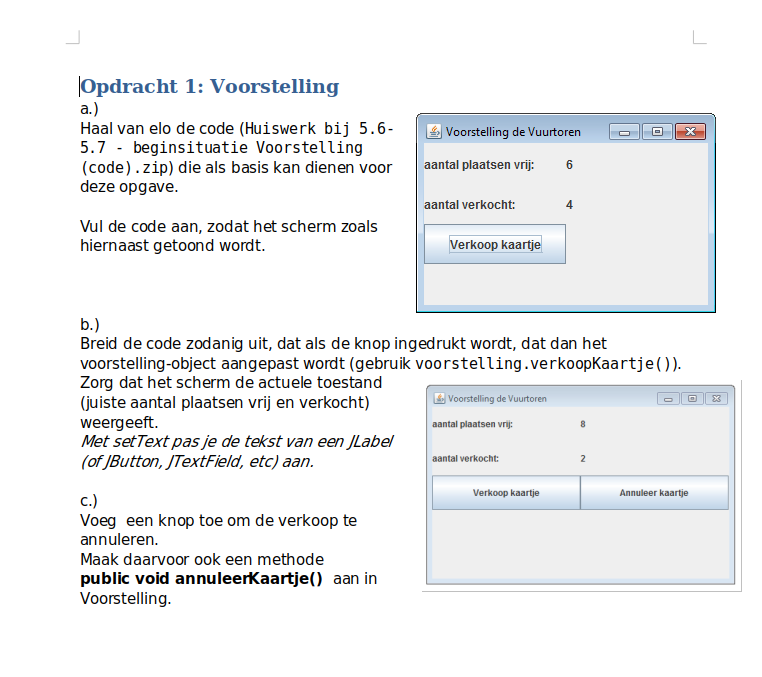 Opdracht 1: Voorstelling
a.)
Haal van elo de code (Huiswerk bij 5.6-
5.7 - beginsituatie Voorstelling
(code).zip) die als basis kan dienen voor
deze opgave.
Vul de code aan, zodat het scherm zoals
hiernaast getoond wordt.
Voorstelling de Vuurtoren
aantal plaatsen vrij: 6
aantal verkocht: 4
Verkoop kaartje
b.)
Breid de code zodanig uit, dat als de knop ingedrukt wordt, dat dan het
voorstelling-object aangepast wordt (gebruik voorstelling.verkoopKaartje()).
Zorg dat het scherm de actuele toestand
(juiste aantal plaatsen vrij en verkocht)
weergeeft.
Met setText pas je de tekst van een JLabel
(of JButton, JTextField, etc) aan.
c.)
Voeg  een knop toe om de verkoop te
annuleren.
Maak daarvoor ook een methode
public void annuleerKaartje()  aan in
Voorstelling.
Voorstelling de Vuurtoren
aantal plaatsen vrij: 8
aantal verkocht: 2
Verkoop kaartje Annuleer kaartje